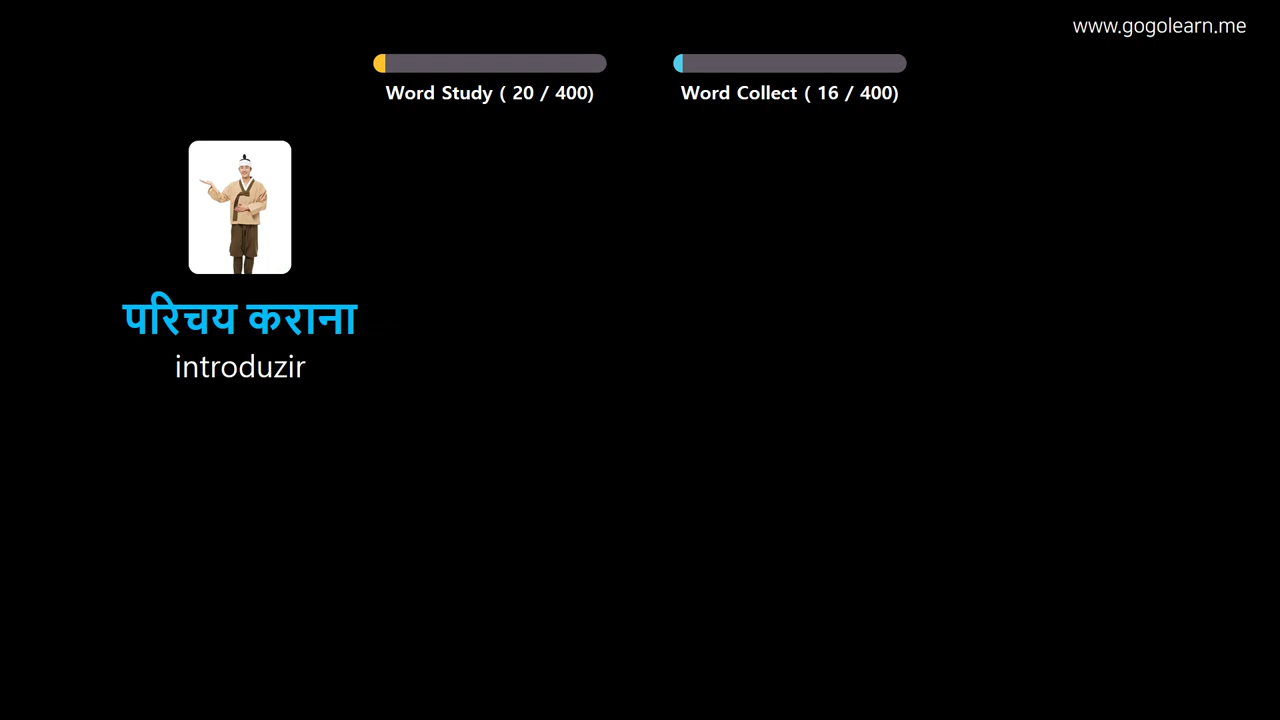 www.gogolearn.me
Word Study ( 20 / 400)
Word Collect ( 16 / 400)
परिचय कराना
introduzir